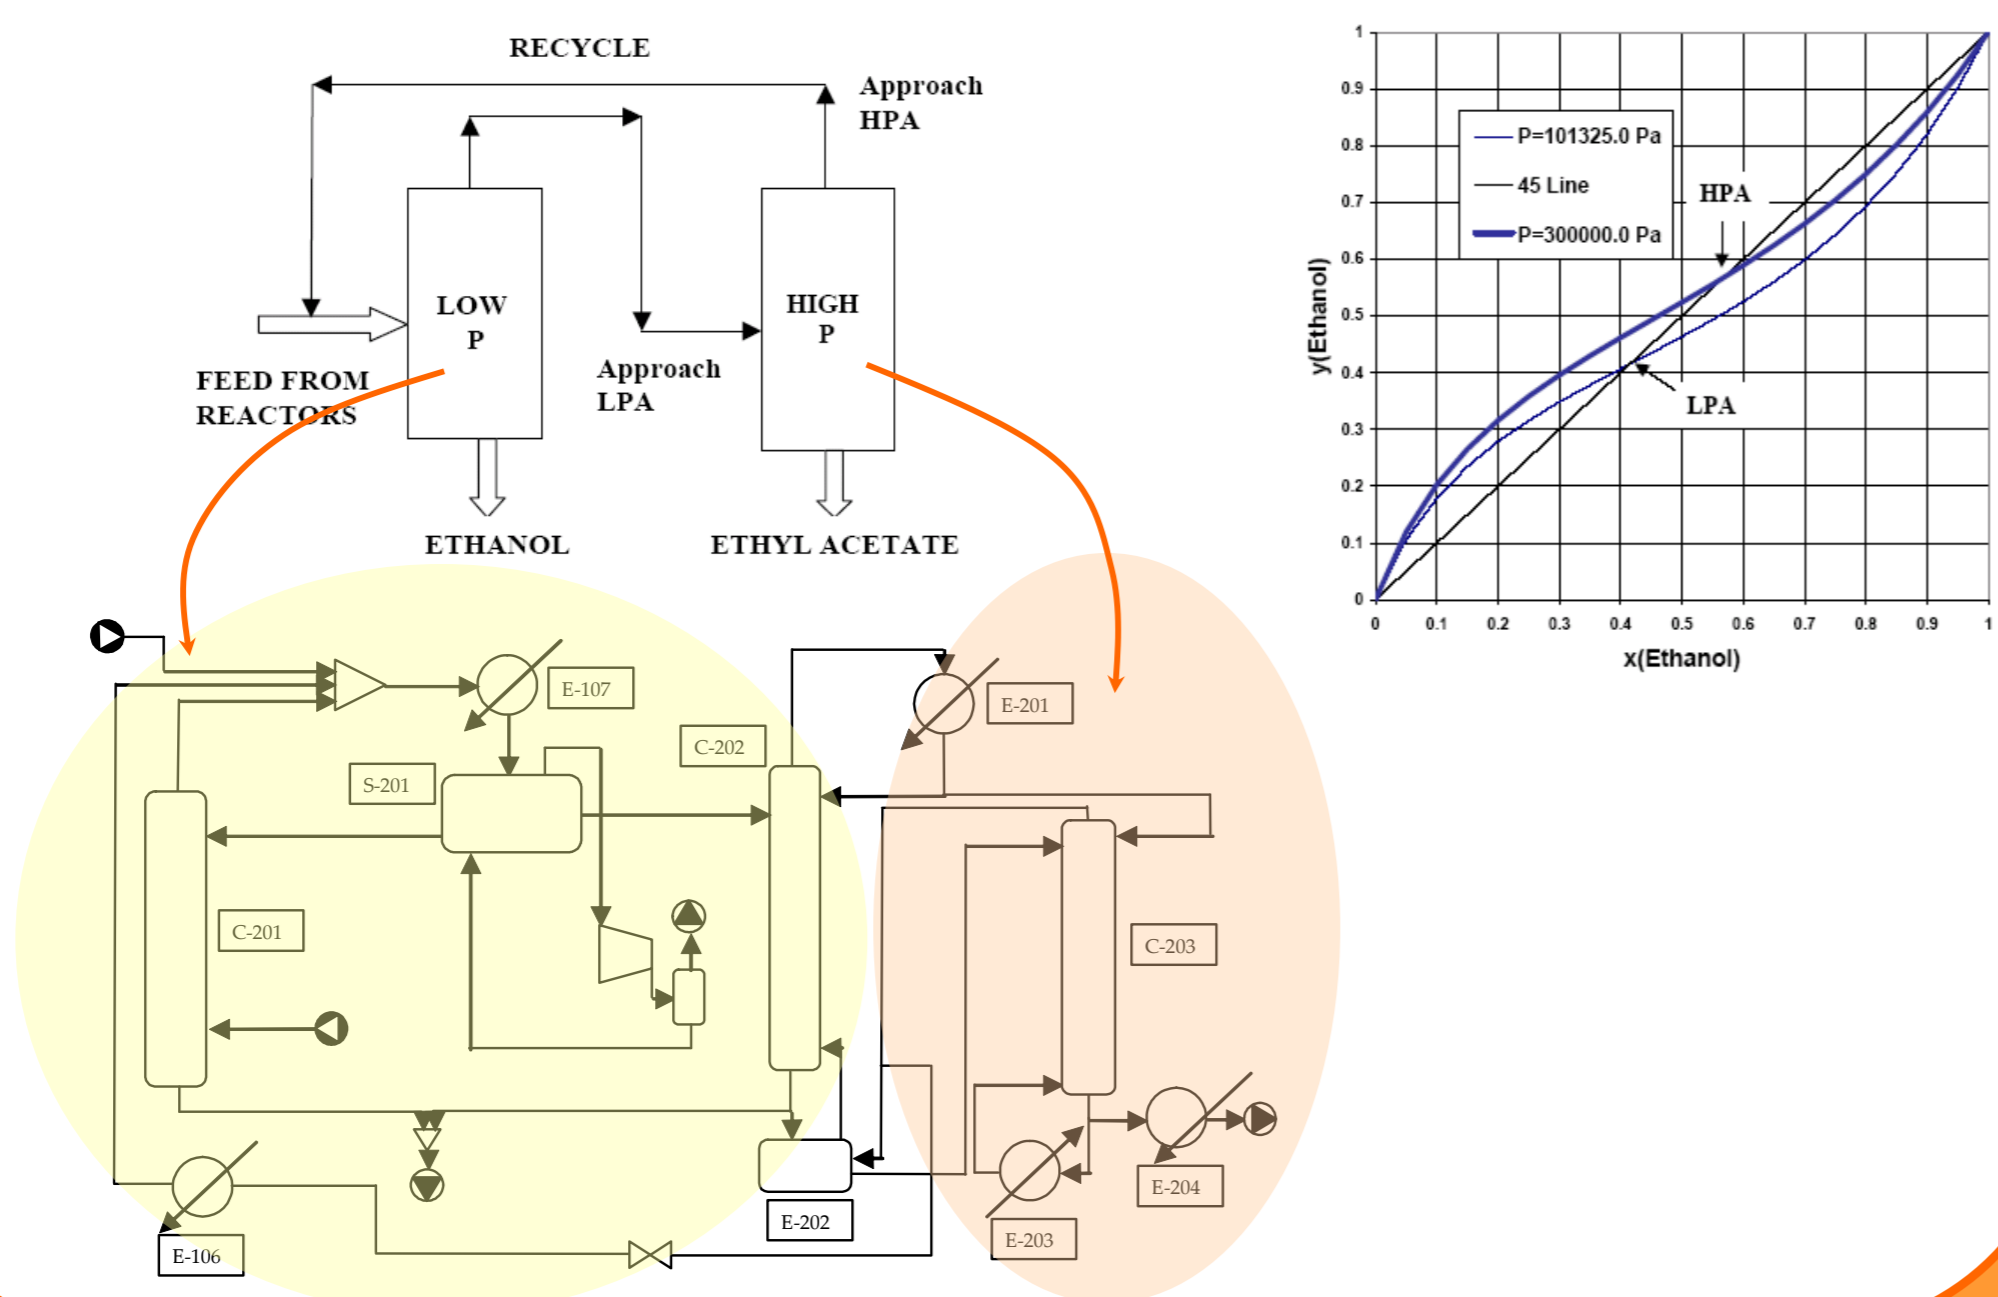 RECYCLE
Approach
HPA
LOW
P
HIGH
P
FEED FROM
REACTORS
Approach
LPA
ETHANOL
ETHYL ACETATE
1
0.9
0.8
0.7
0.6
0.5
0.4
0.3
0.2
0.1
0
y(Ethanol)
P=101325.0 Pa
45 Line
P=300000.0 Pa
HPA
LPA
0
0.1
0.2
0.3
0.4
0.5
0.6
0.7
0.8
0.9
1
x(Ethanol)
E-107
E-201
C-202
S-201
C-201
C-203
E-204
E-202
E-203
E-106